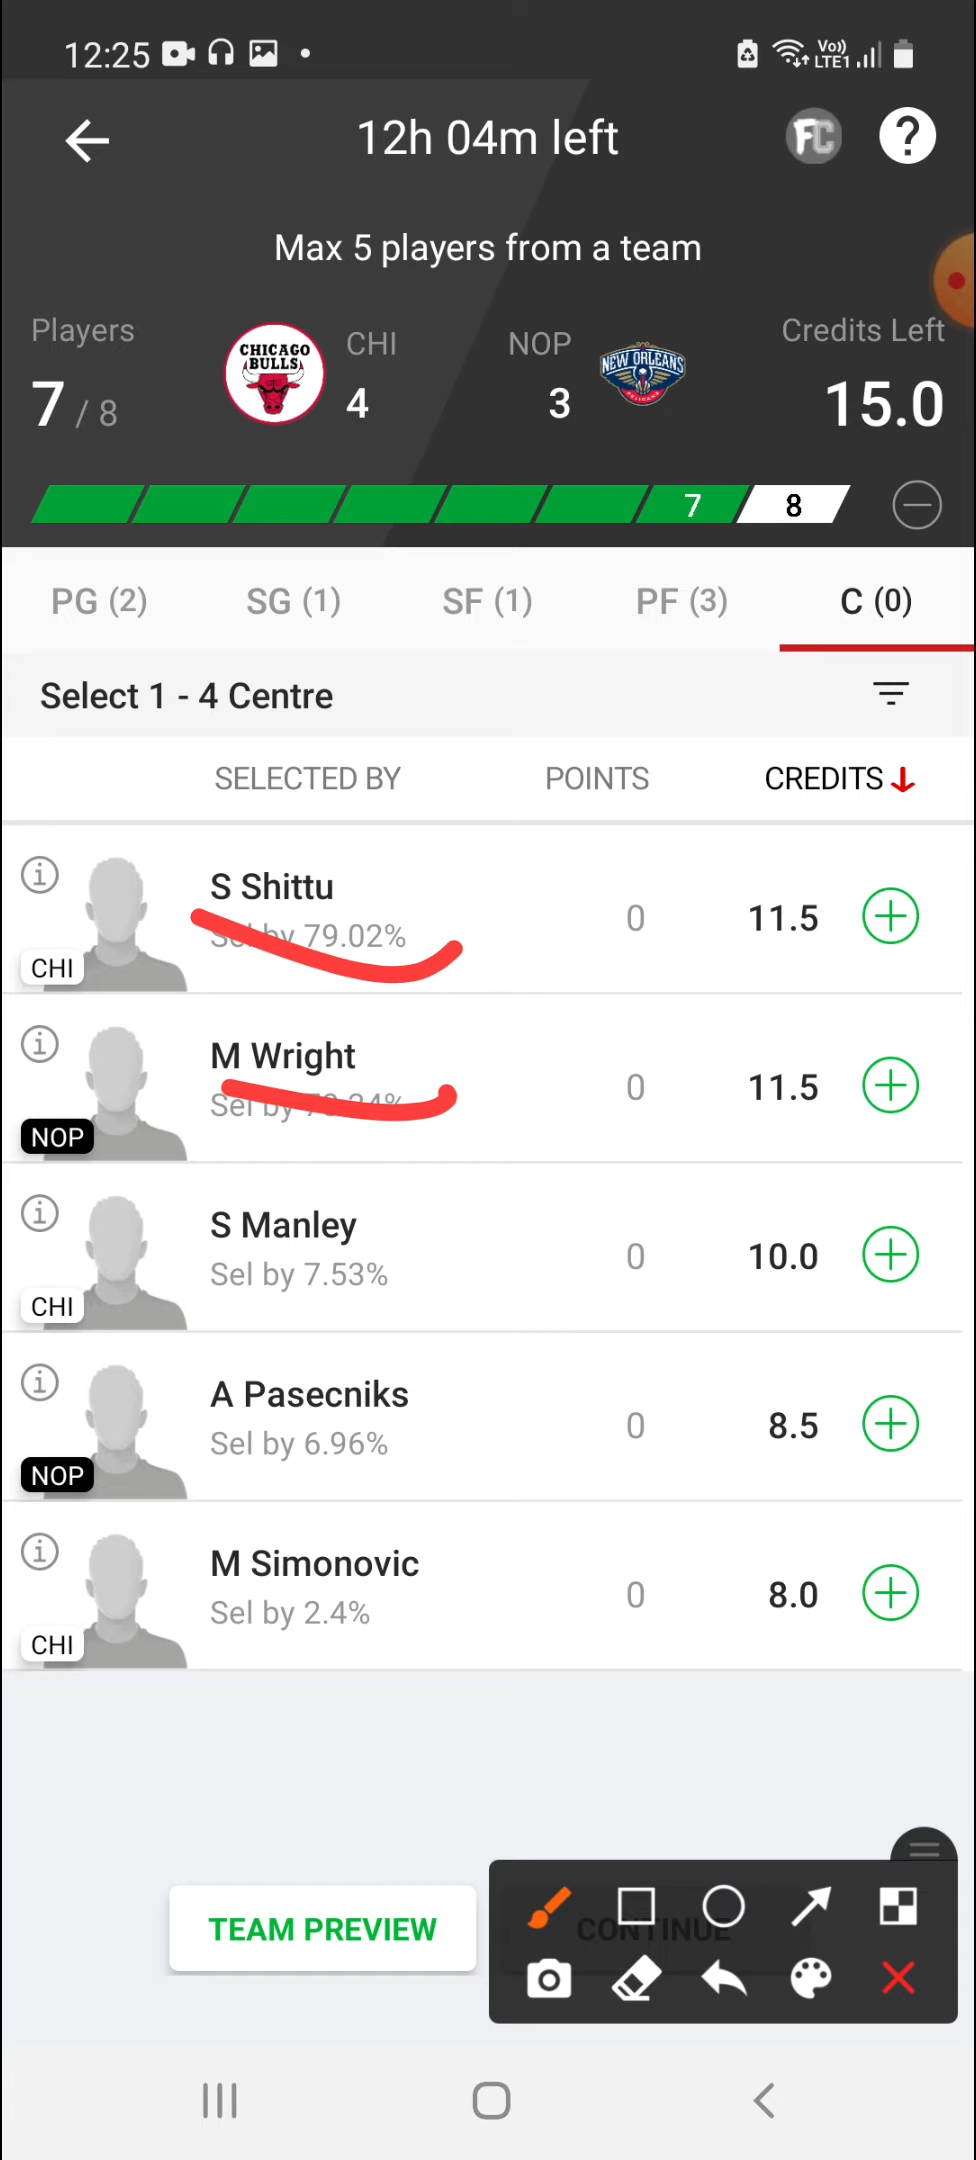 12:25
Vo))
LTE1
12h 04m left
FC
?
Max 5 players from a team
Players
CHICAGO
BULLS
CHI
NOP
NEW ORLEANS
PELICANS
Credits Left
7 / 8
4
3
15.0
7
8
PG (2)
SG (1)
SF (1)
PF (3)
C (0)
Select 1 - 4 Centre
SELECTED BY
POINTS
CREDITS
S Shittu
Sel by 79.02%
0
11.5
CHI
M Wright
Sel by
0
11.5
NOP
S Manley
Sel by 7.53%
0
10.0
CHI
A Pasecniks
Sel by 6.96%
0
8.5
NOP
M Simonovic
Sel by 2.4%
0
8.0
CHI
TEAM PREVIEW
CONTINUE